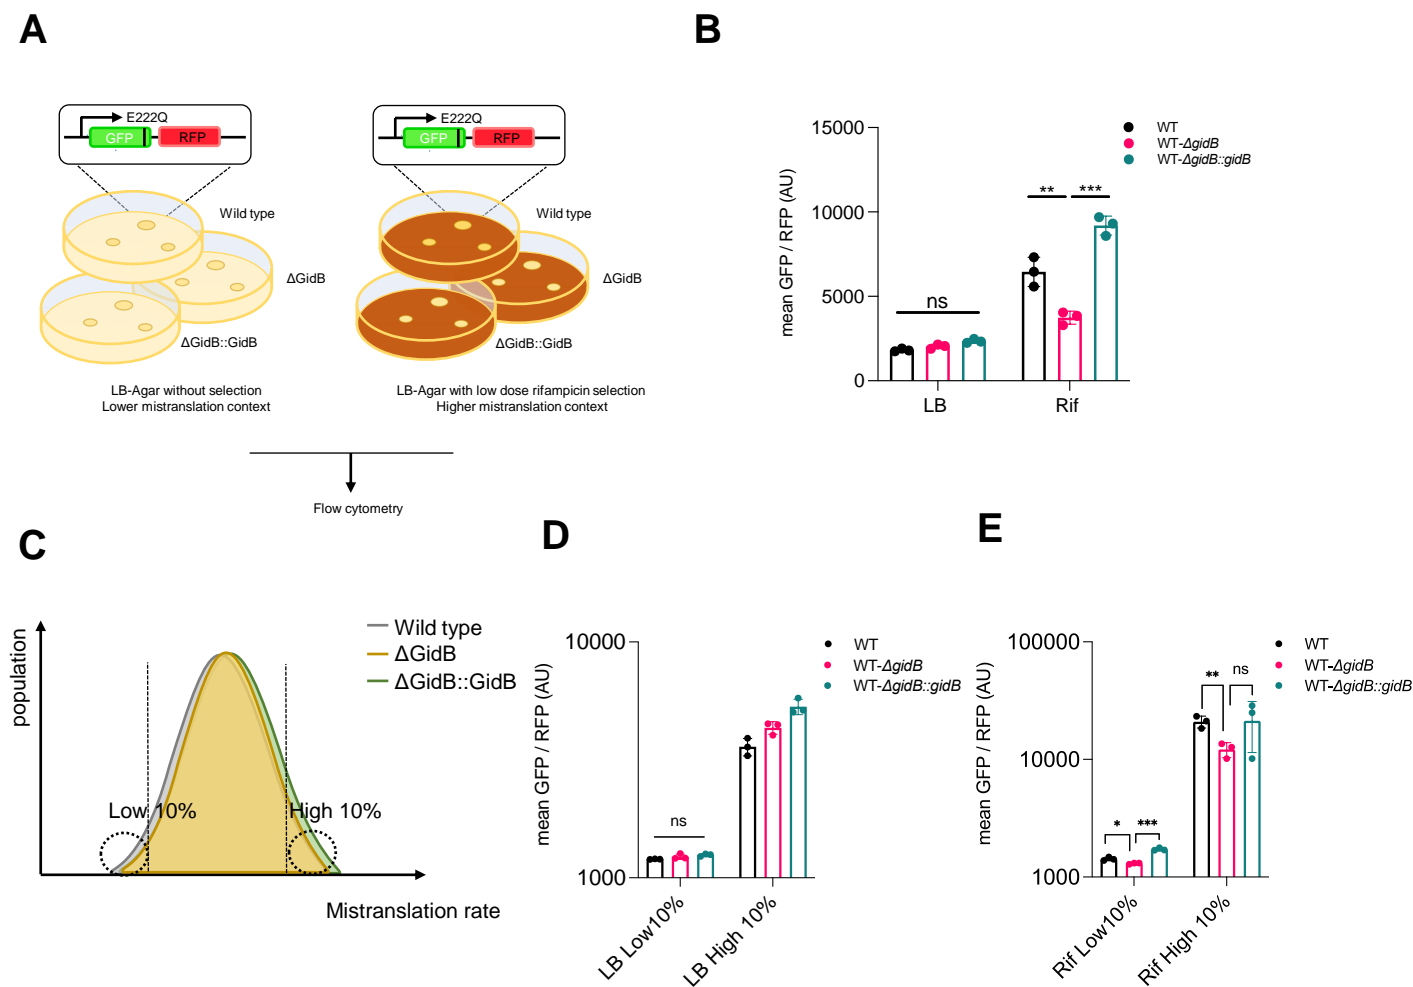 A
E222Q
GFP
RFP
E222Q
GFP
RFP
Wild type
ΔGidB
ΔGidB::GidB
Wild type
ΔGidB
ΔGidB::GidB
LB-Agar without selection
Lower mistranslation context
LB-Agar with low dose rifampicin selection
Higher mistranslation context
Flow cytometry
B
mean GFP / RFP (AU)
15000
10000
5000
0
ns
**
***
LB
Rif
WT
WT-ΔgidB
WT-ΔgidB::gidB
C
population
Wild type
ΔGidB
ΔGidB::GidB
Low 10%
High 10%
Mistranslation rate
D
mean GFP / RFP (AU)
10000
1000
ns
LB Low10%
LB High 10%
WT
WT-ΔgidB
WT-ΔgidB::gidB
E
mean GFP / RFP (AU)
100000
10000
1000
*
***
**
ns
Rif Low10%
Rif High 10%
WT
WT-ΔgidB
WT-ΔgidB::gidB